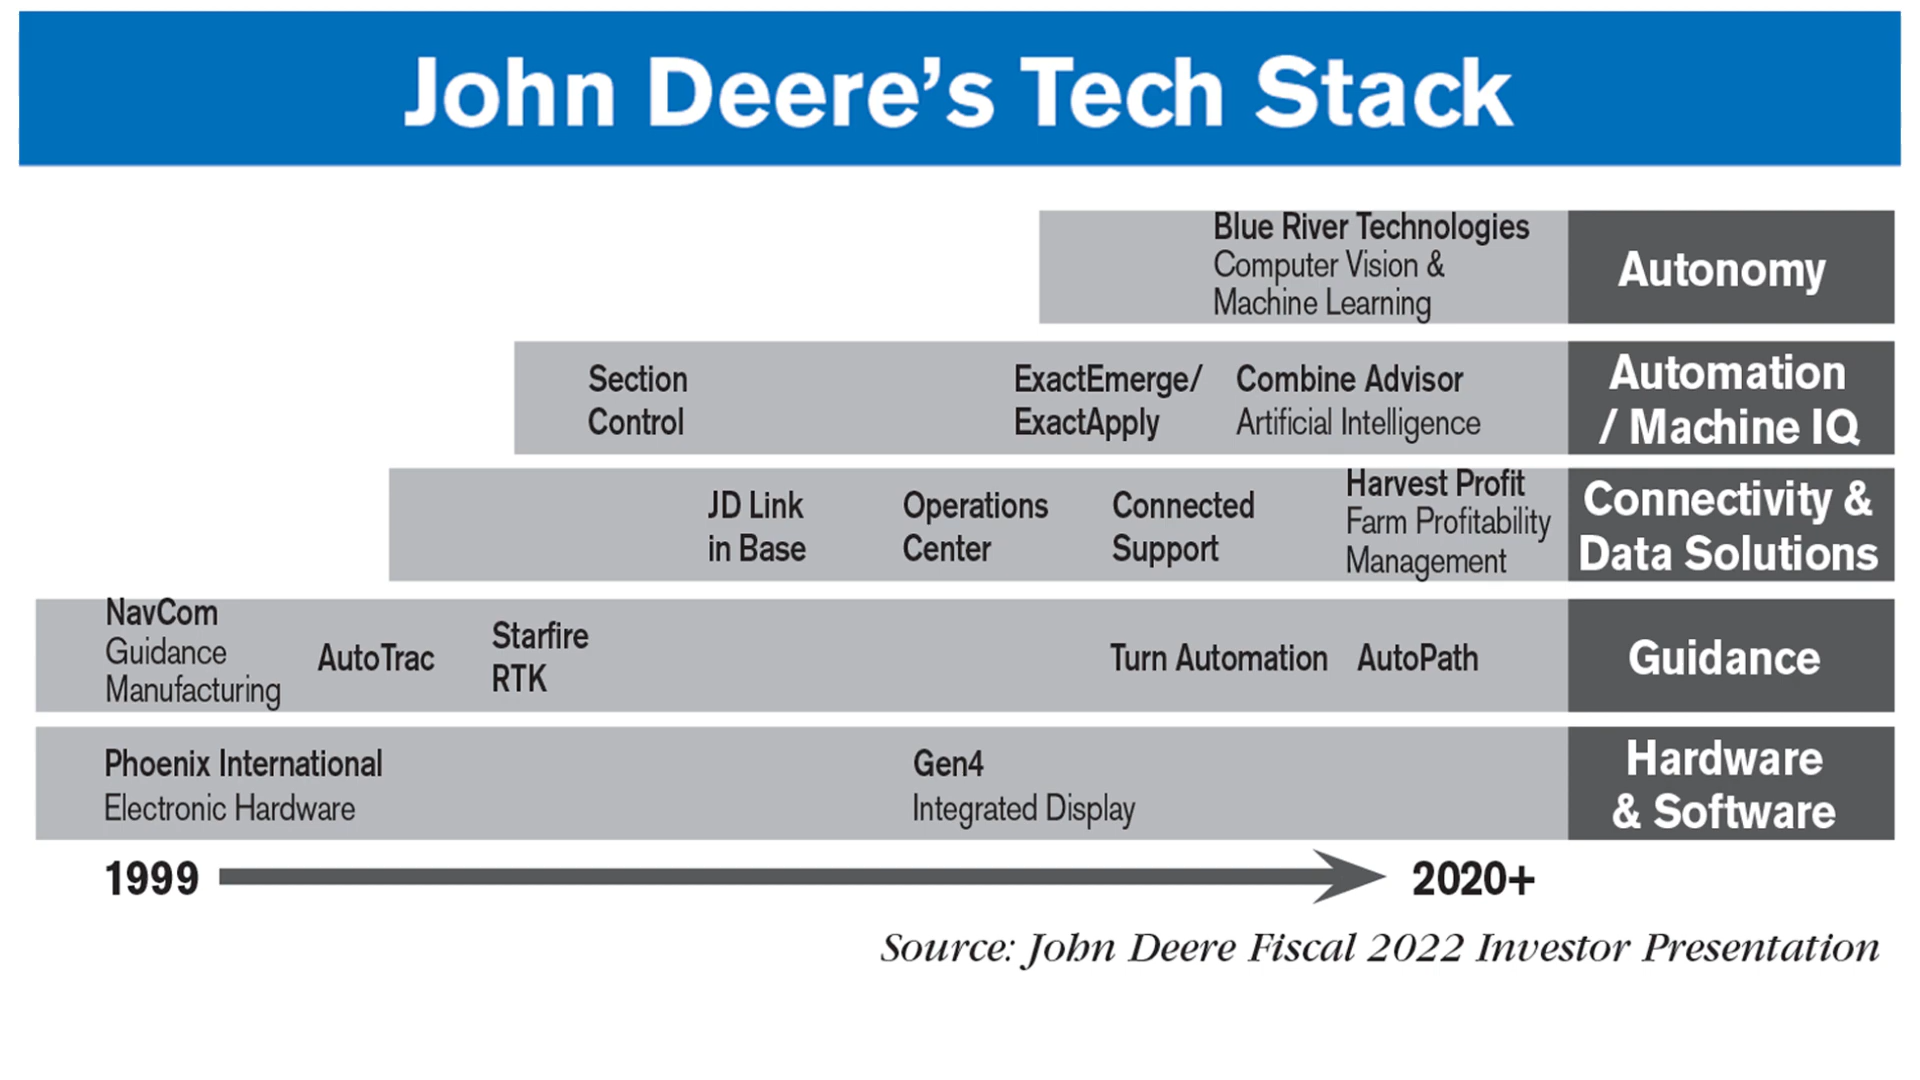 John Deere’s Tech Stack
Blue River Technologies
Computer Vision &
Machine Learning
Autonomy
Section
Control
ExactEmerge/
ExactApply
Combine Advisor
Artificial Intelligence
Automation
/ Machine IQ
JD Link
in Base
Operations
Center
Connected
Support
Harvest Profit
Farm Profitability
Management
Connectivity &
Data Solutions
NavCom
Guidance
Manufacturing
AutoTrac
Starfire
RTK
Turn Automation
AutoPath
Guidance
Phoenix International
Electronic Hardware
Gen4
Integrated Display
Hardware
& Software
1999
2020+
Source: John Deere Fiscal 2022 Investor Presentation